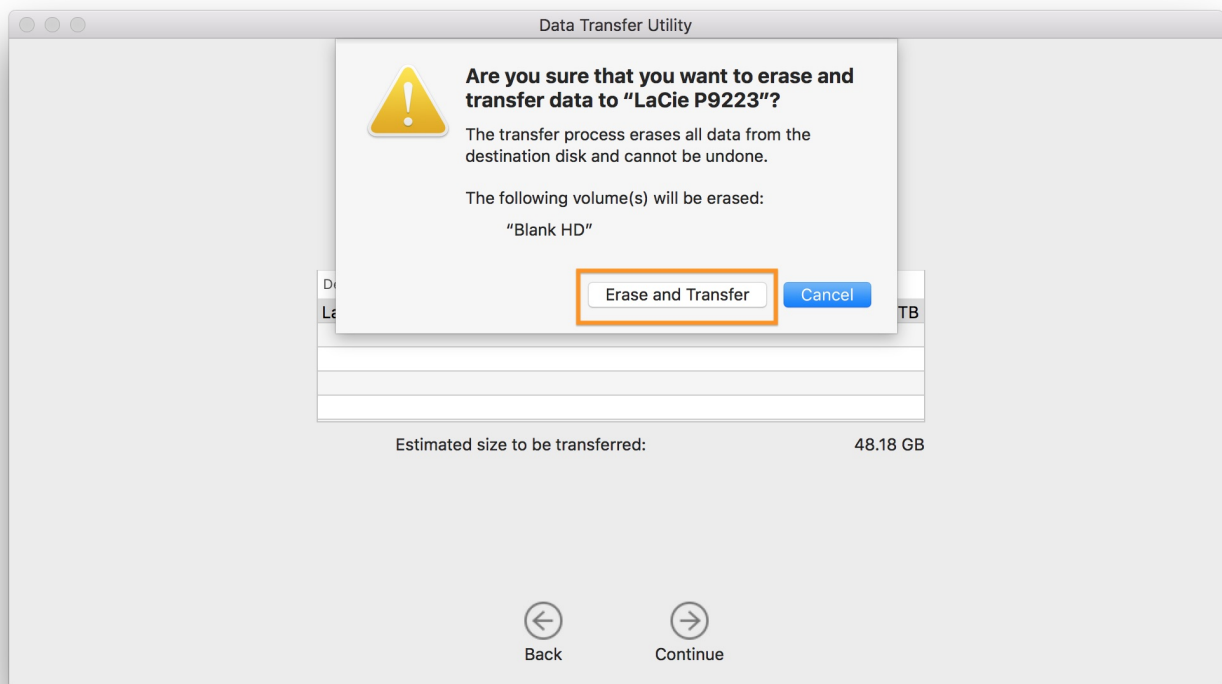 Data Transfer Utility
Are you sure that you want to erase and
transfer data to “LaCie P9223”?
The transfer process erases all data from the
destination disk and cannot be undone.
The following volume(s) will be erased:
“Blank HD”
Erase and Transfer
Cancel
TB
Estimated size to be transferred:
48.18 GB
Back
Continue